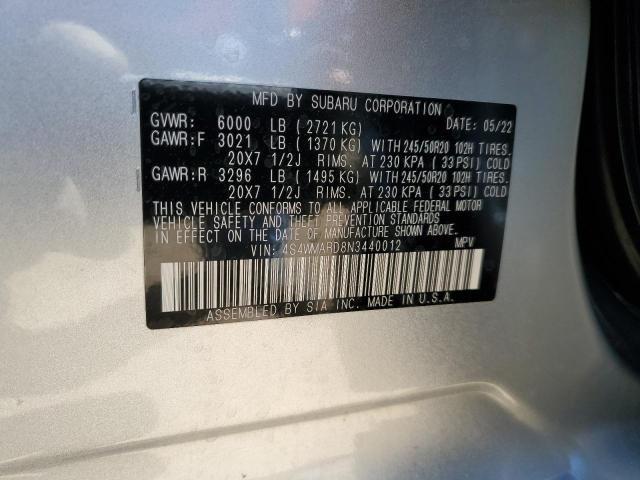 MFD BY SUBARU CORPORATION
GVWR: 6000 LB ( 2721 KG) DATE: 05/22
GAWR:F 3021 LB ( 1370 KG) WITH 245/50R20 102H TIRES.
20X7 1/2J RIMS. AT 230 KPA ( 33 PSI) COLD
GAWR:R 3296 LB ( 1495 KG) WITH 245/50R20 102H TIRES.
20X7 1/2J RIMS. AT 230 KPA ( 33 PSI) COLD
THIS VEHICLE CONFORMS TO ALL APPLICABLE FEDERAL MOTOR
VEHICLE SAFETY AND THEFT PREVENTION STANDARDS
IN EFFECT ON THE DATE OF MANUFACTURE SHOWN ABOVE.
VIN: 4S4WMARD8N3440012 MPV
ASSEMBLED BY SIA INC. MADE IN U.S.A.